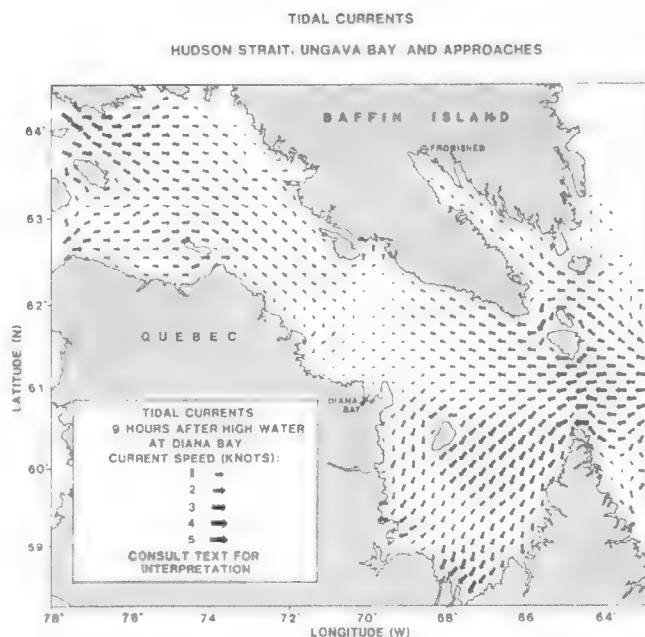 TIDAL CURRENTS
HUDSON STRAIT, UNGAVA BAY AND APPROACHES
BAFFIN ISLAND
FROBISHER
QUEBEC
DIANA
BAY
TIDAL CURRENTS
9 HOURS AFTER HIGH WATER
AT DIANA BAY
CURRENT SPEED (KNOTS):
1
2
3
4
5
CONSULT TEXT FOR
INTERPRETATION
LATITUDE (N)
64°
63
62
61
60
59
78°
76°
74
72°
70°
68°
66°
64°
LONGITUDE (W)